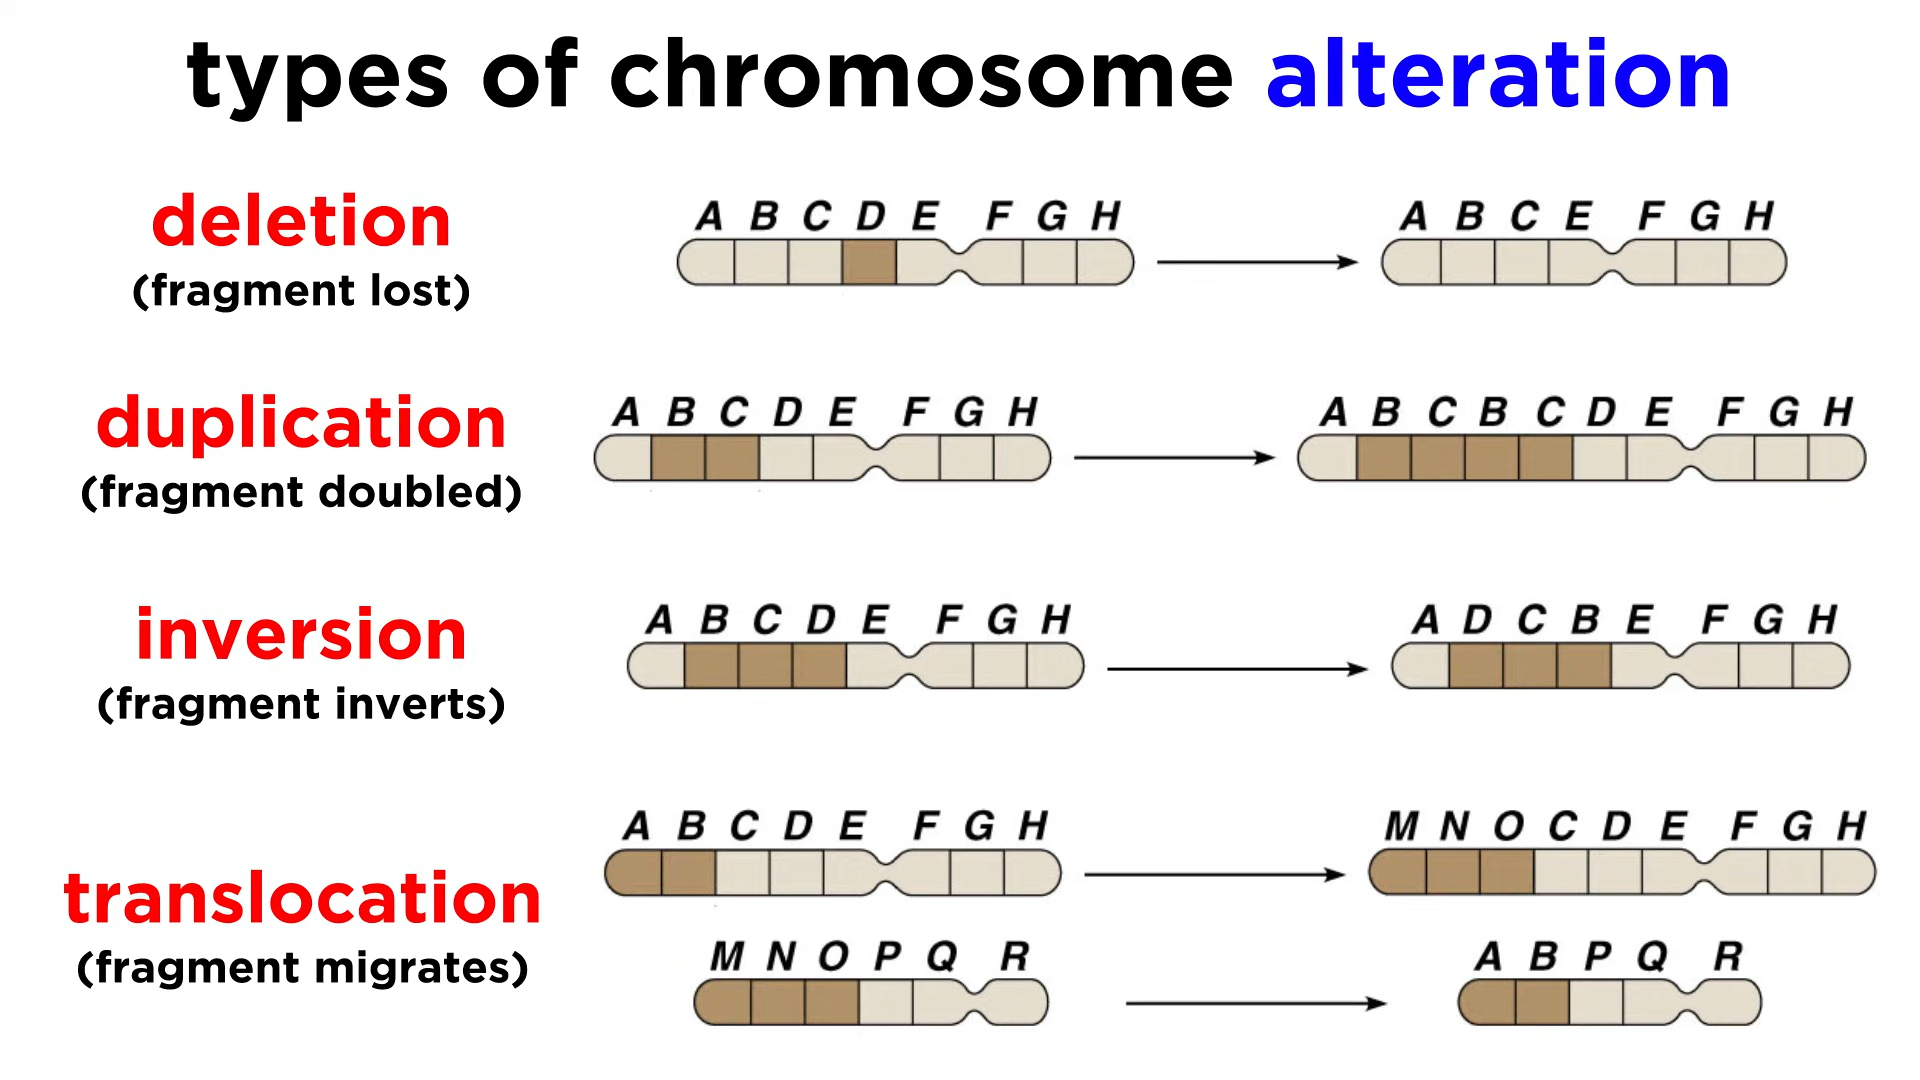 types of chromosome alteration
deletion
(fragment lost)
A B C D E F G H
A B C E F G H
duplication
(fragment doubled)
A B C D E F G H
A B C B C D E F G H
inversion
(fragment inverts)
A B C D E F G H
A D C B E F G H
translocation
(fragment migrates)
A B C D E F G H
M N O C D E F G H
M N O P Q R
A B P Q R